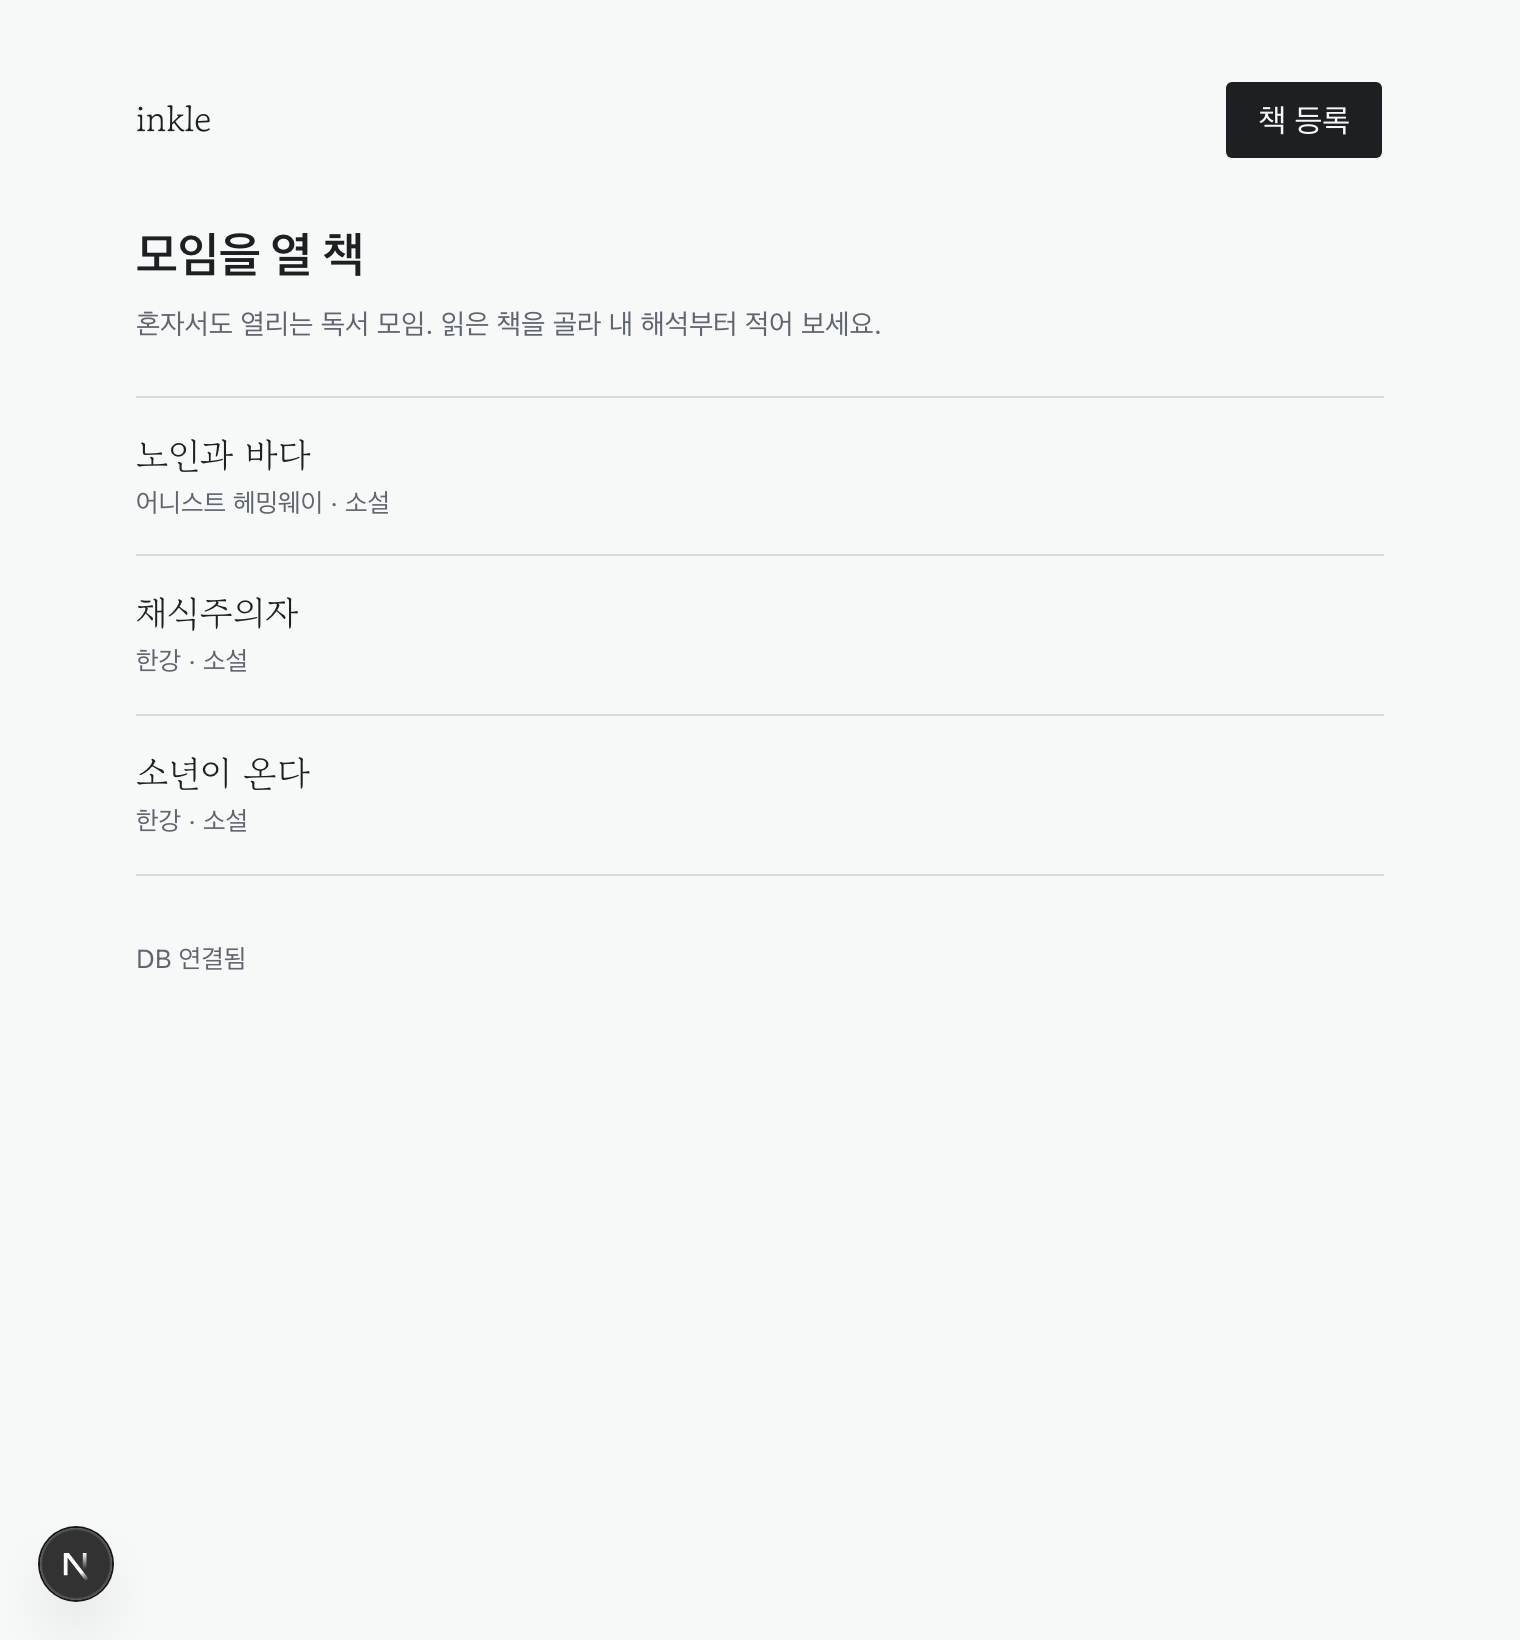 inkle
책 등록
모임을 열 책
혼자서도 열리는 독서 모임. 읽은 책을 골라 내 해석부터 적어 보세요.
노인과 바다
어니스트 헤밍웨이 · 소설
채식주의자
한강 · 소설
소년이 온다
한강 · 소설
DB 연결됨
N